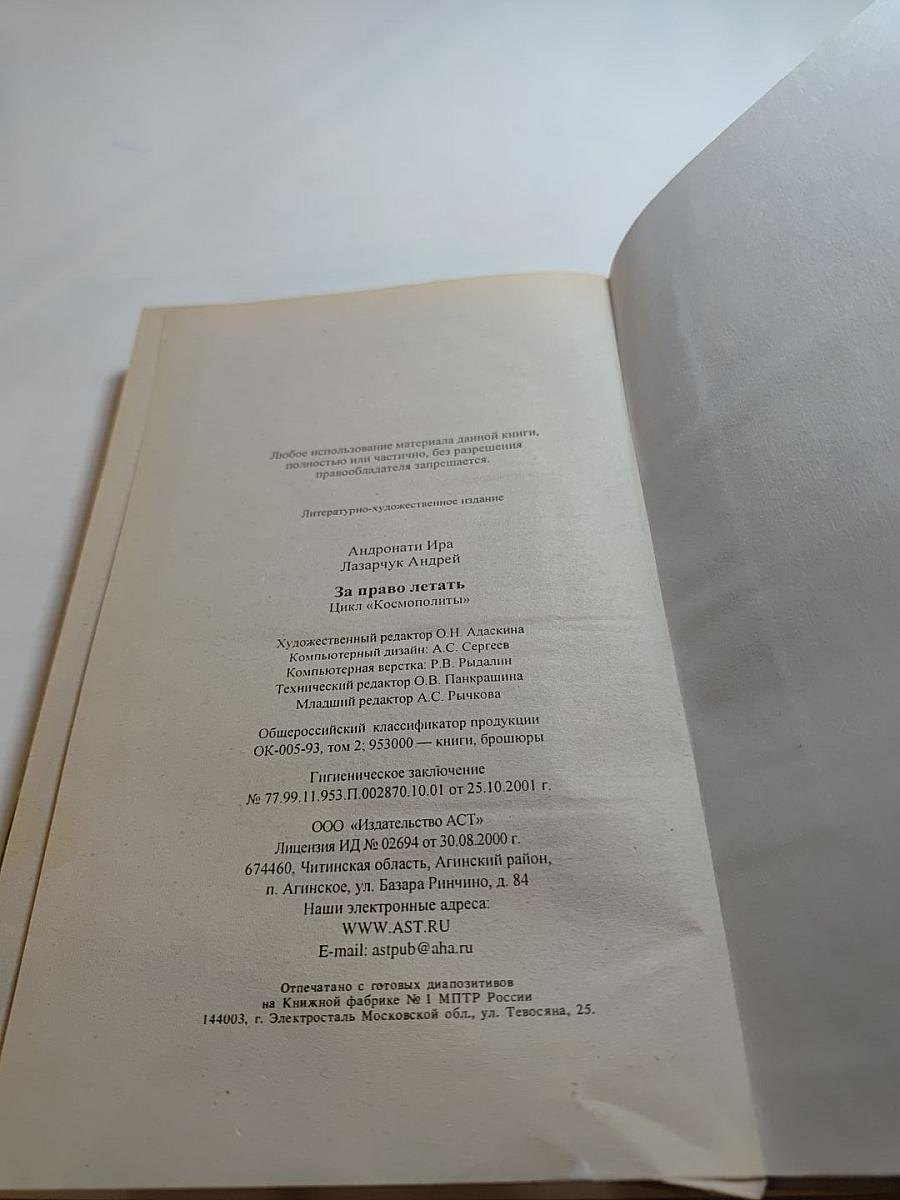 Любое использование материала данной книги,
полностью или частично, без разрешения
правообладателя запрещается.
Литературно-художественное издание
Андронати Ира
Лазарчук Андрей
За право летать
Цикл «Космополиты»
Художественный редактор О.Н. Адаскина
Компьютерный дизайн: А.С. Сергеев
Компьютерная верстка: Р.В. Рыдалин
Технический редактор О.В. Панкрашина
Младший редактор А.С. Рычкова
Общероссийский классификатор продукции
ОК-005-93, том 2; 953000 — книги, брошюры
Гигиеническое заключение
№ 77.99.11.953.П.002870.10.01 от 25.10.2001 г.
ООО «Издательство АСТ»
Лицензия ИД № 02694 от 30.08.2000 г.
674460, Читинская область, Агинский район,
п. Агинское, ул. Базара Ринчино, д. 84
Наши электронные адреса:
WWW.AST.RU
E-mail: astpub@aha.ru
Отпечатано с готовых диапозитивов
на Книжной фабрике № 1 МПТР России
144003, г. Электросталь Московской обл., ул. Тевосяна, 25.